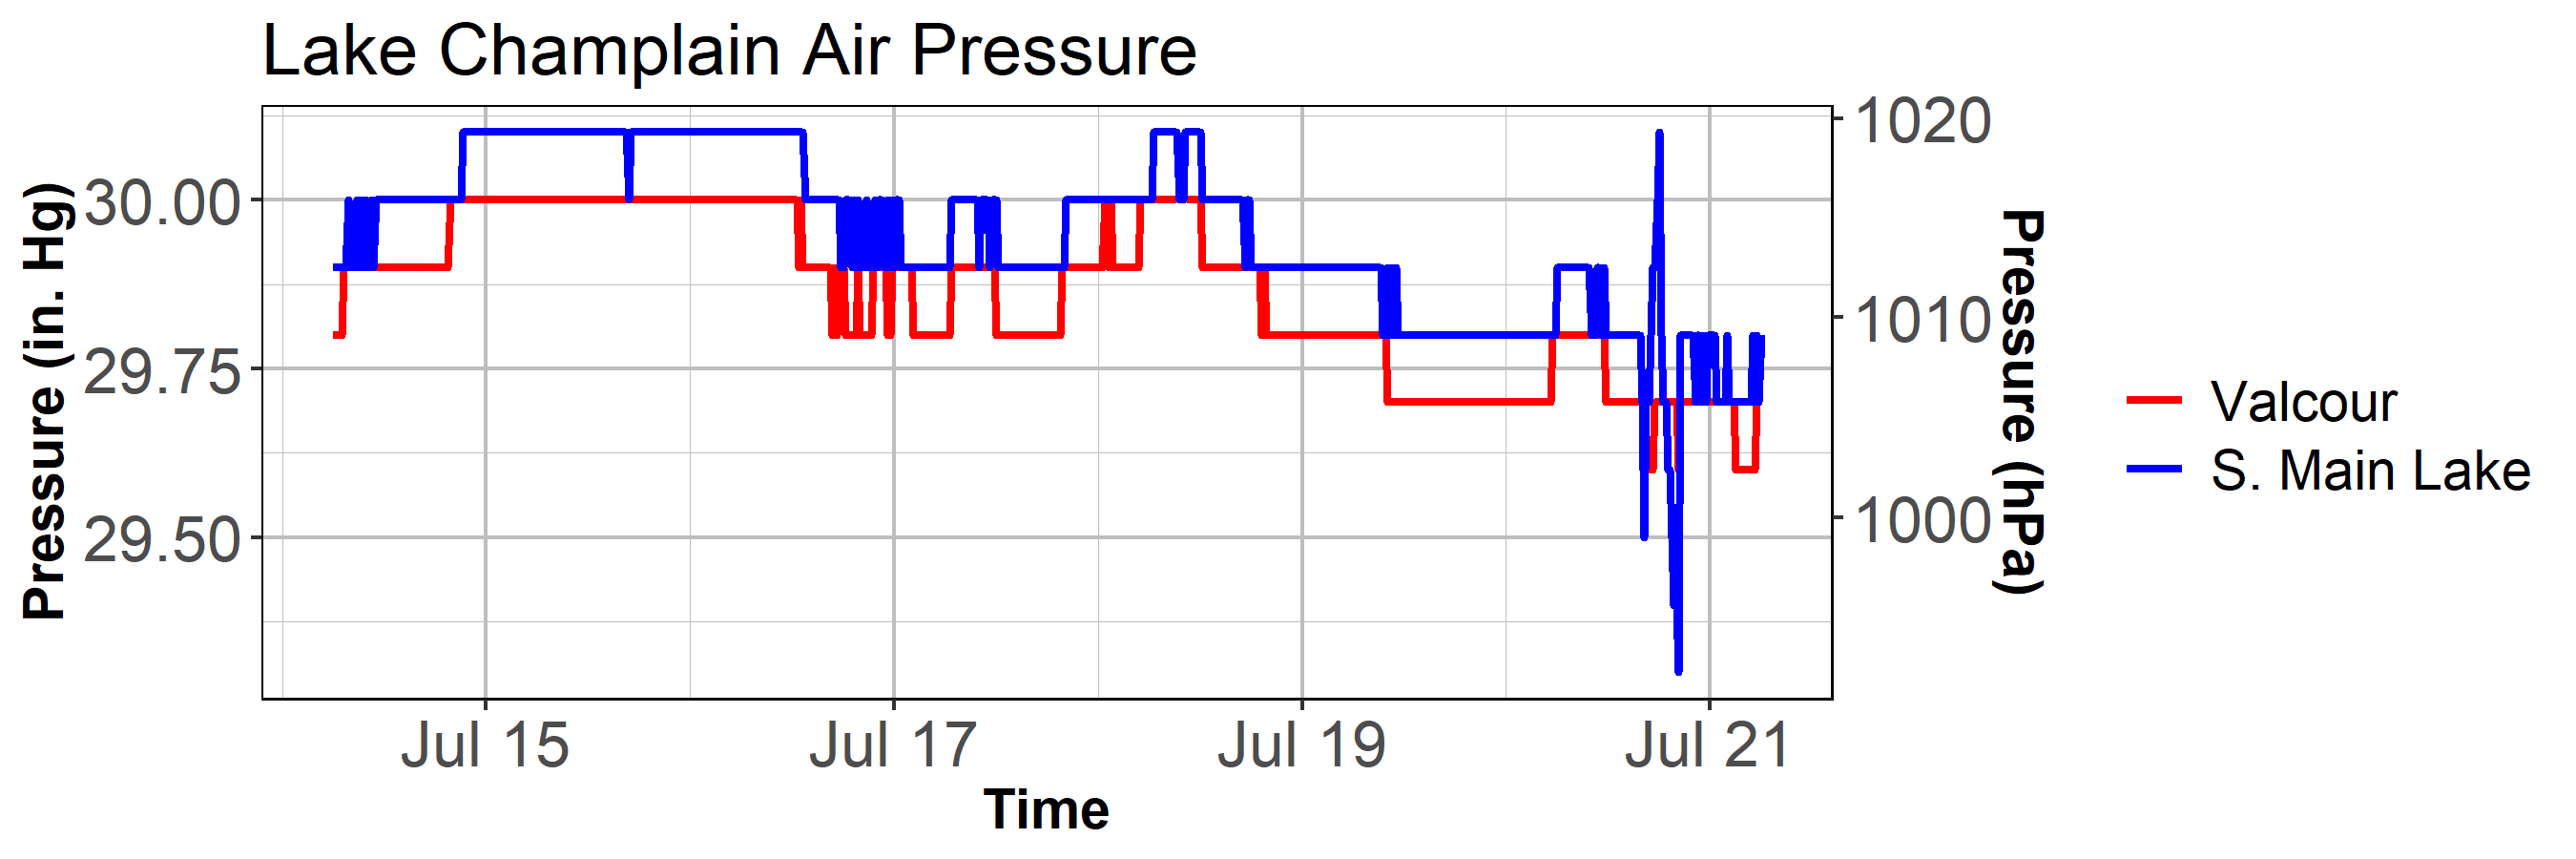 Lake Champlain Air Pressure
Pressure (in. Hg)
30.00
29.75
29.50
1020
1010
1000
Pressure (hPa)
Jul 15
Jul 17
Jul 19
Jul 21
Time
Valcour
S. Main Lake